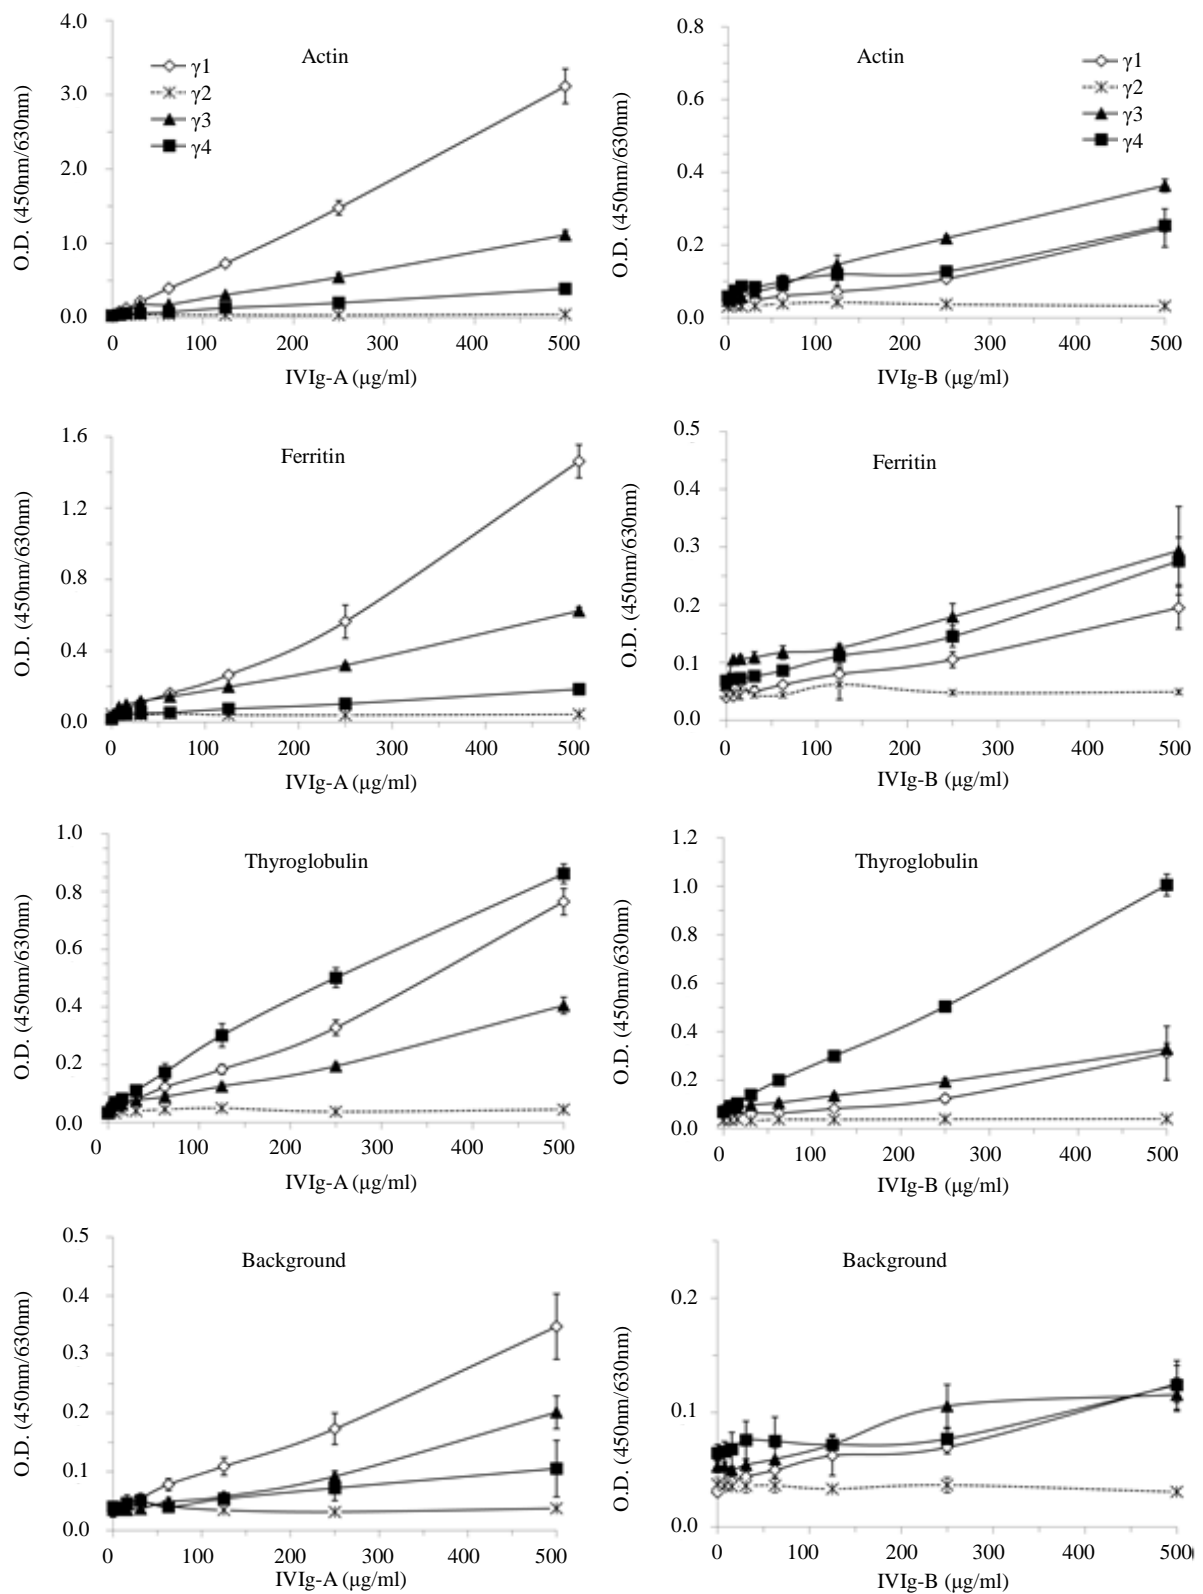 Actin
γ1
γ2
γ3
γ4
O.D. (450nm/630nm)
4.0
3.0
2.0
1.0
0.0
0 100 200 300 400 500
IVIg-A (μg/ml)
Actin
γ1
γ2
γ3
γ4
O.D. (450nm/630nm)
0.8
0.6
0.4
0.2
0.0
0 100 200 300 400 500
IVIg-B (μg/ml)
Ferritin
O.D. (450nm/630nm)
1.6
1.2
0.8
0.4
0.0
0 100 200 300 400 500
IVIg-A (μg/ml)
Ferritin
O.D. (450nm/630nm)
0.5
0.4
0.3
0.2
0.1
0.0
0 100 200 300 400 500
IVIg-B (μg/ml)
Thyroglobulin
O.D. (450nm/630nm)
1.0
0.8
0.6
0.4
0.2
0.0
0 100 200 300 400 500
IVIg-A (μg/ml)
Thyroglobulin
O.D. (450nm/630nm)
1.2
1.0
0.8
0.6
0.4
0.2
0.0
0 100 200 300 400 500
IVIg-B (μg/ml)
Background
O.D. (450nm/630nm)
0.5
0.4
0.3
0.2
0.1
0.0
0 100 200 300 400 500
IVIg-A (μg/ml)
Background
O.D. (450nm/630nm)
0.2
0.1
0.0
0 100 200 300 400 500
IVIg-B (μg/ml)